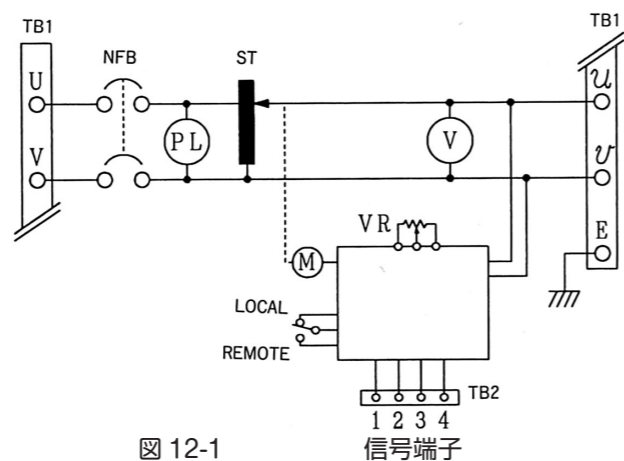 TB1
NFB
ST
TB1
U
PL
V
u
V
v
VR
E
M
LOCAL
REMOTE
TB2
1 2 3 4
図 12-1
信号端子